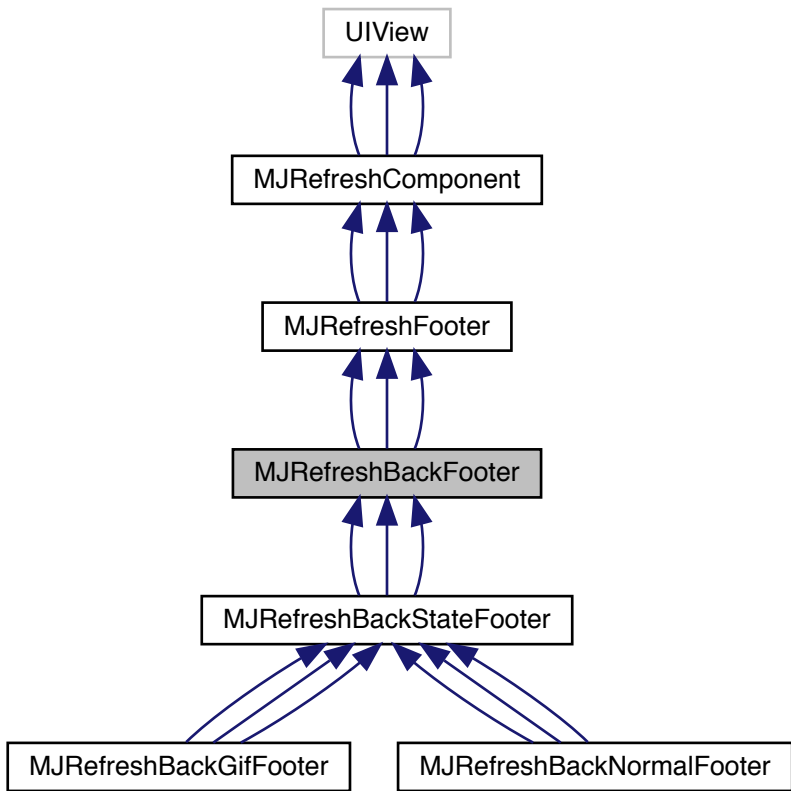 UIView
MJRefreshComponent
MJRefreshFooter
MJRefreshBackFooter
MJRefreshBackStateFooter
MJRefreshBackGifFooter
MJRefreshBackNormalFooter